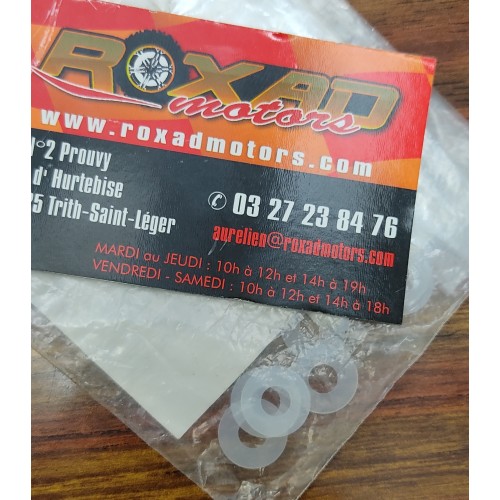 ROXAD
motors
www.roxadmotors.com
N°2 Prouvy
d' Hurtebise
25 Trith-Saint-Léger
✆ 03 27 23 84 76
aurelien@roxadmotors.com
MARDI au JEUDI : 10h à 12h et 14h à 19h
VENDREDI - SAMEDI : 10h à 12h et 14h à 18h